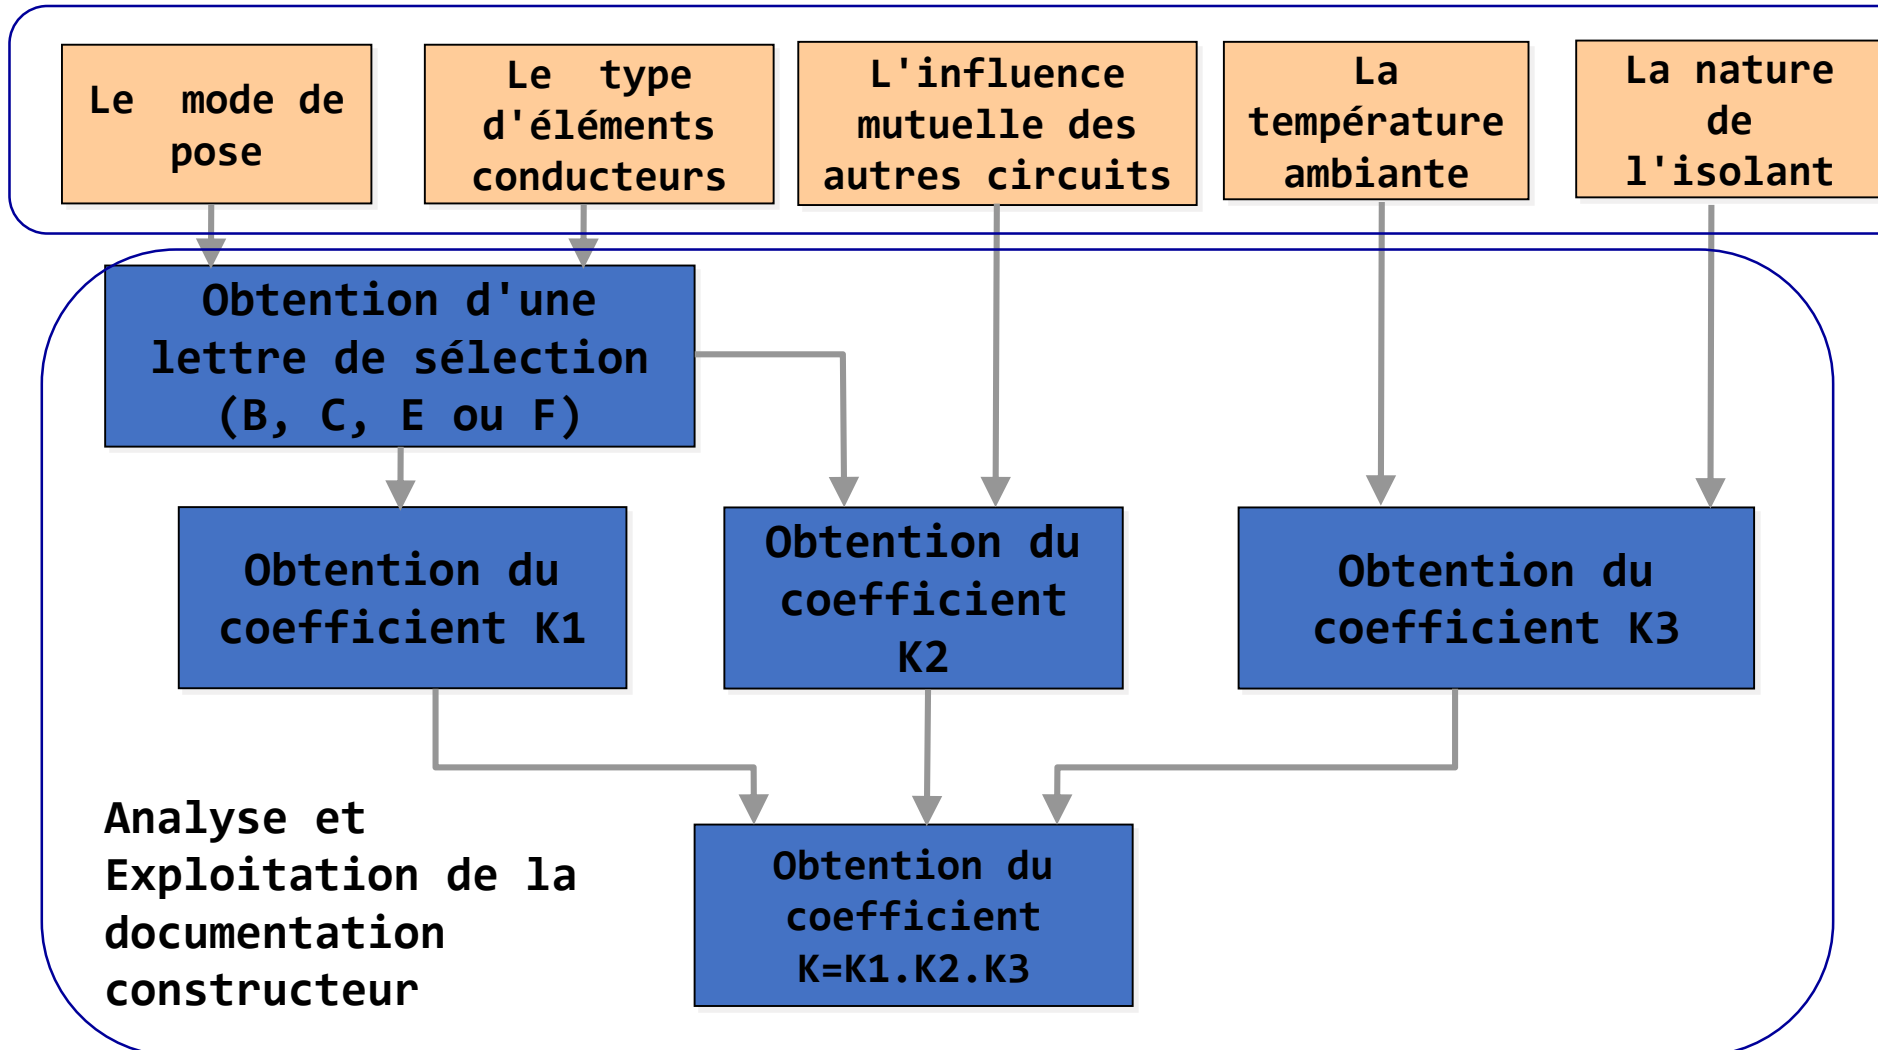 Le  mode de
pose
Le  type
d'éléments
conducteurs
L'influence
mutuelle des
autres circuits
La
température
ambiante
La nature
de
l'isolant
Obtention d'une
lettre de sélection
(B, C, E ou F)
Obtention du
coefficient K1
Obtention du
coefficient
K2
Obtention du
coefficient K3
Analyse et
Exploitation de la
documentation
constructeur
Obtention du
coefficient
K=K1.K2.K3